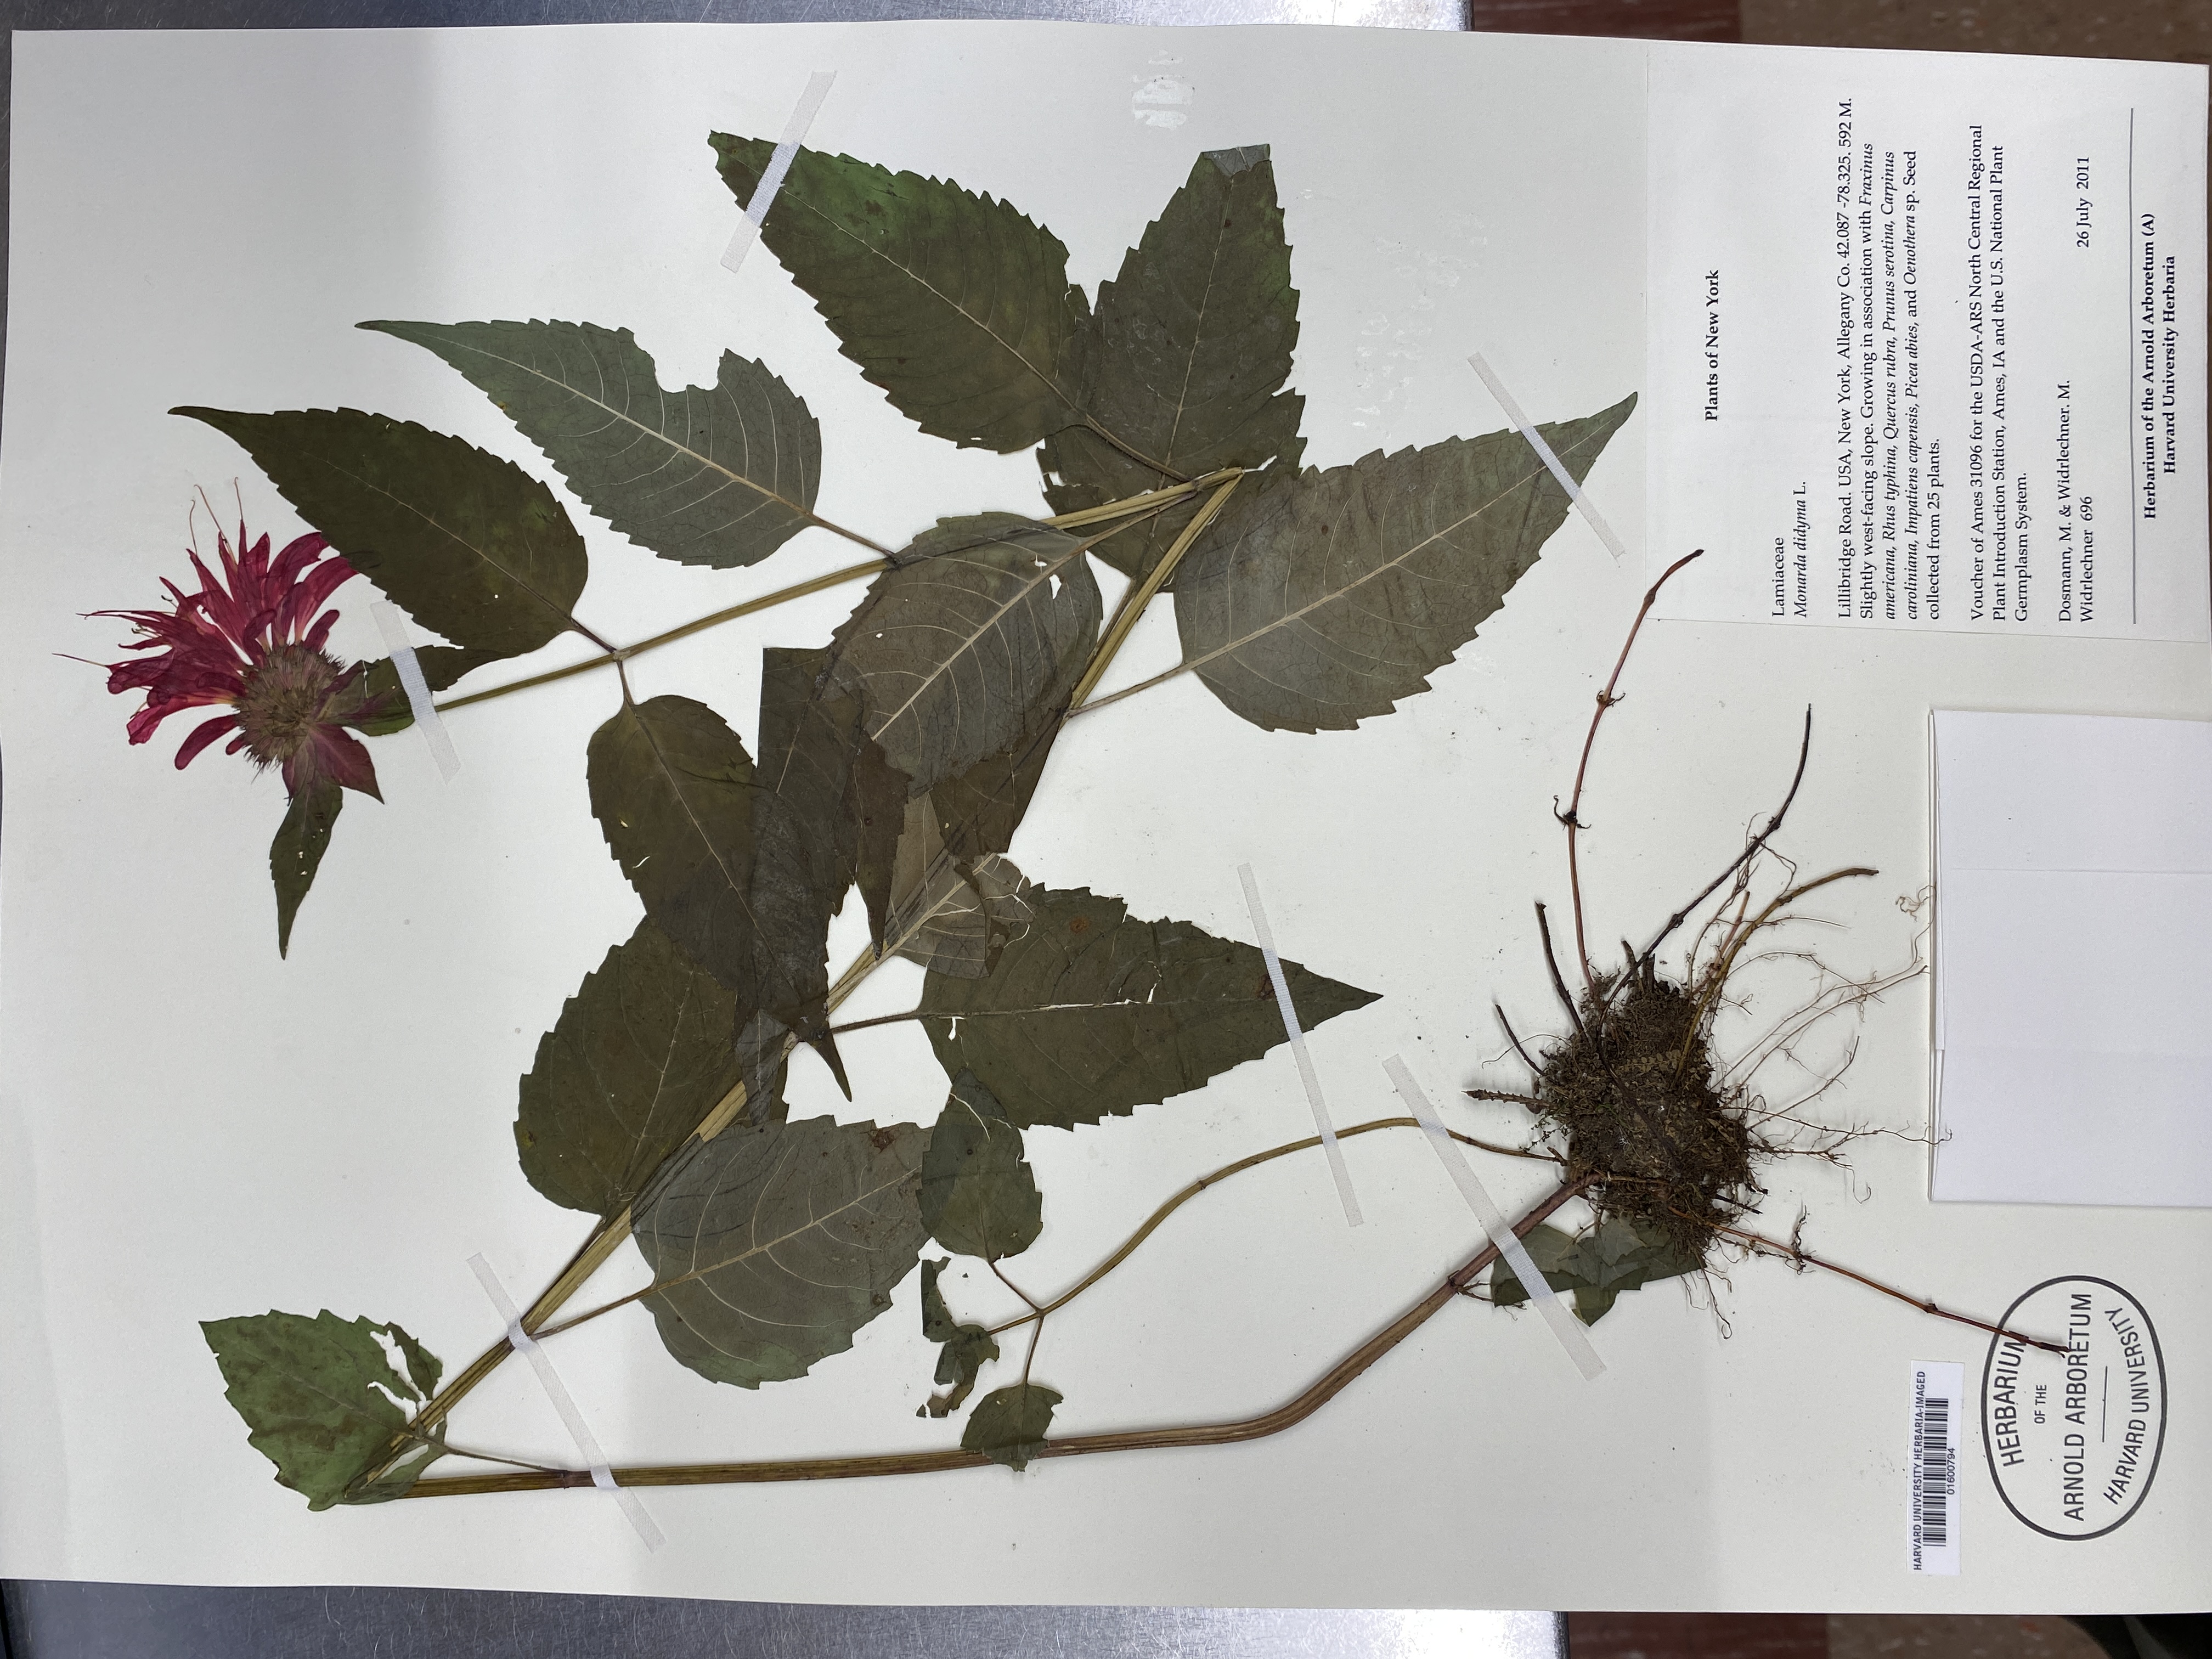 Plants of New York
Lamiaceae
Monarda didyma L.
Lillibridge Road. USA, New York, Allegany Co. 42.087 -78.325. 592 M.
Slightly west-facing slope. Growing in association with Fraxinus
americana, Rhus typhina, Quercus rubra, Prunus serotina, Carpinus
caroliniana, Impatiens capensis, Picea abies, and Oenothera sp. Seed
collected from 25 plants.
Voucher of Ames 31096 for the USDA-ARS North Central Regional
Plant Introduction Station, Ames, IA and the U.S. National Plant
Germplasm System.
Dosmann, M. & Widrlechner. M.
Widrlechner 696 26 July 2011
Herbarium of the Arnold Arboretum (A)
Harvard University Herbaria
HARVARD UNIVERSITY HERBARIA-IMAGED
01600794
HERBARIUM
OF THE
ARNOLD ARBORETUM
HARVARD UNIVERSITY